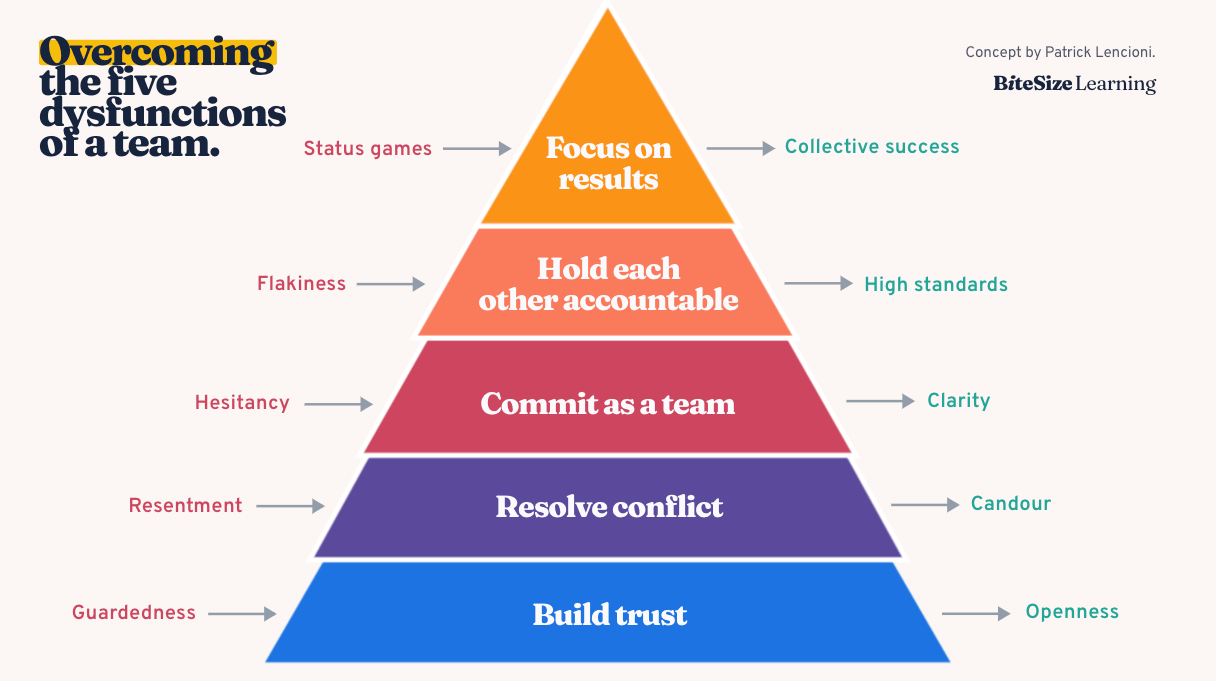 Overcoming
the five
dysfunctions
of a team.
Concept by Patrick Lencioni.
BiteSize Learning
Status games
Focus on
results
Collective success
Flakiness
Hold each
other accountable
High standards
Hesitancy
Commit as a team
Clarity
Resentment
Resolve conflict
Candour
Guardedness
Build trust
Openness